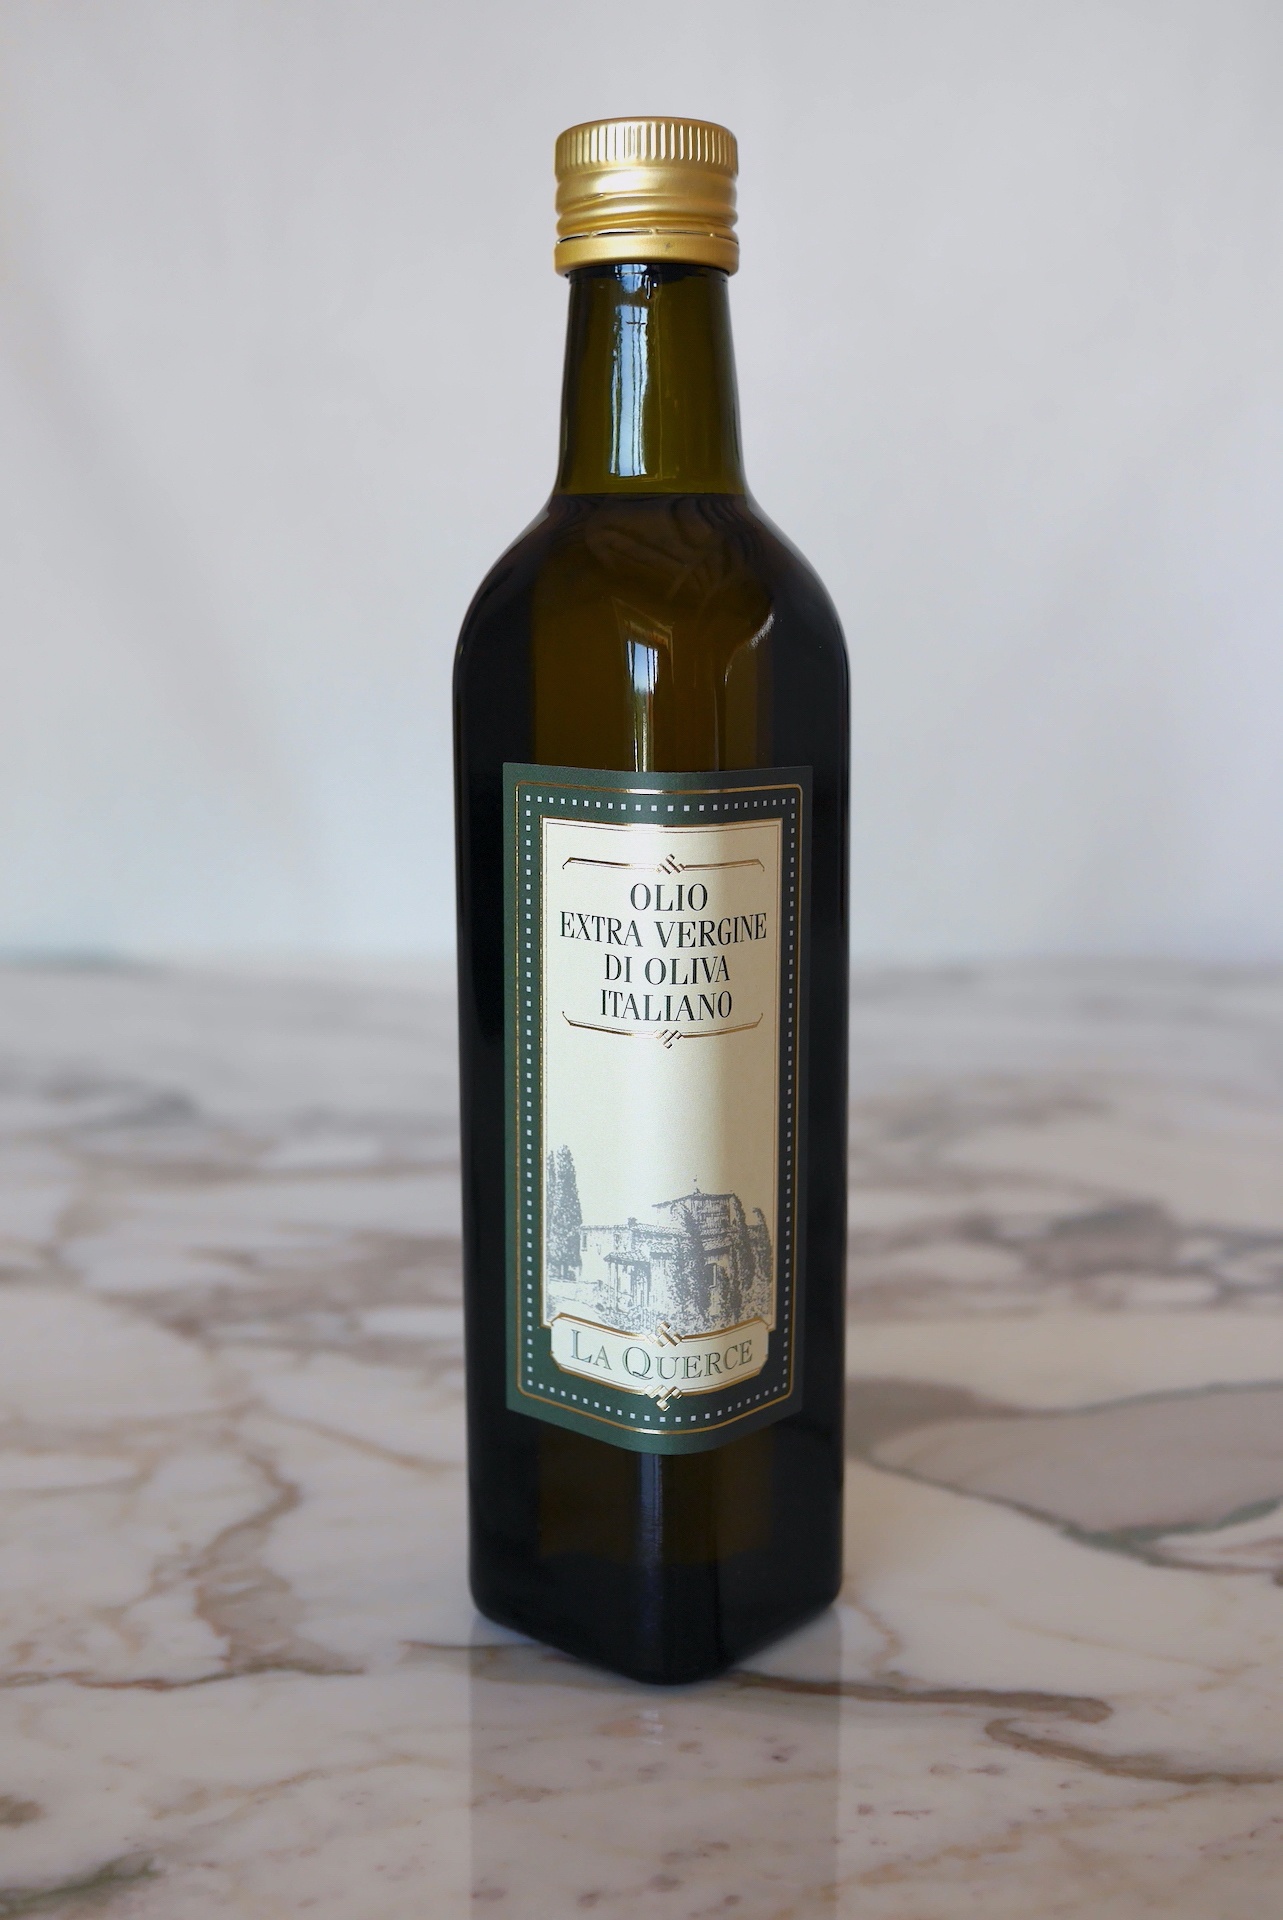 OLIO
EXTRA VERGINE
DI OLIVA
ITALIANO
LA QUERCE